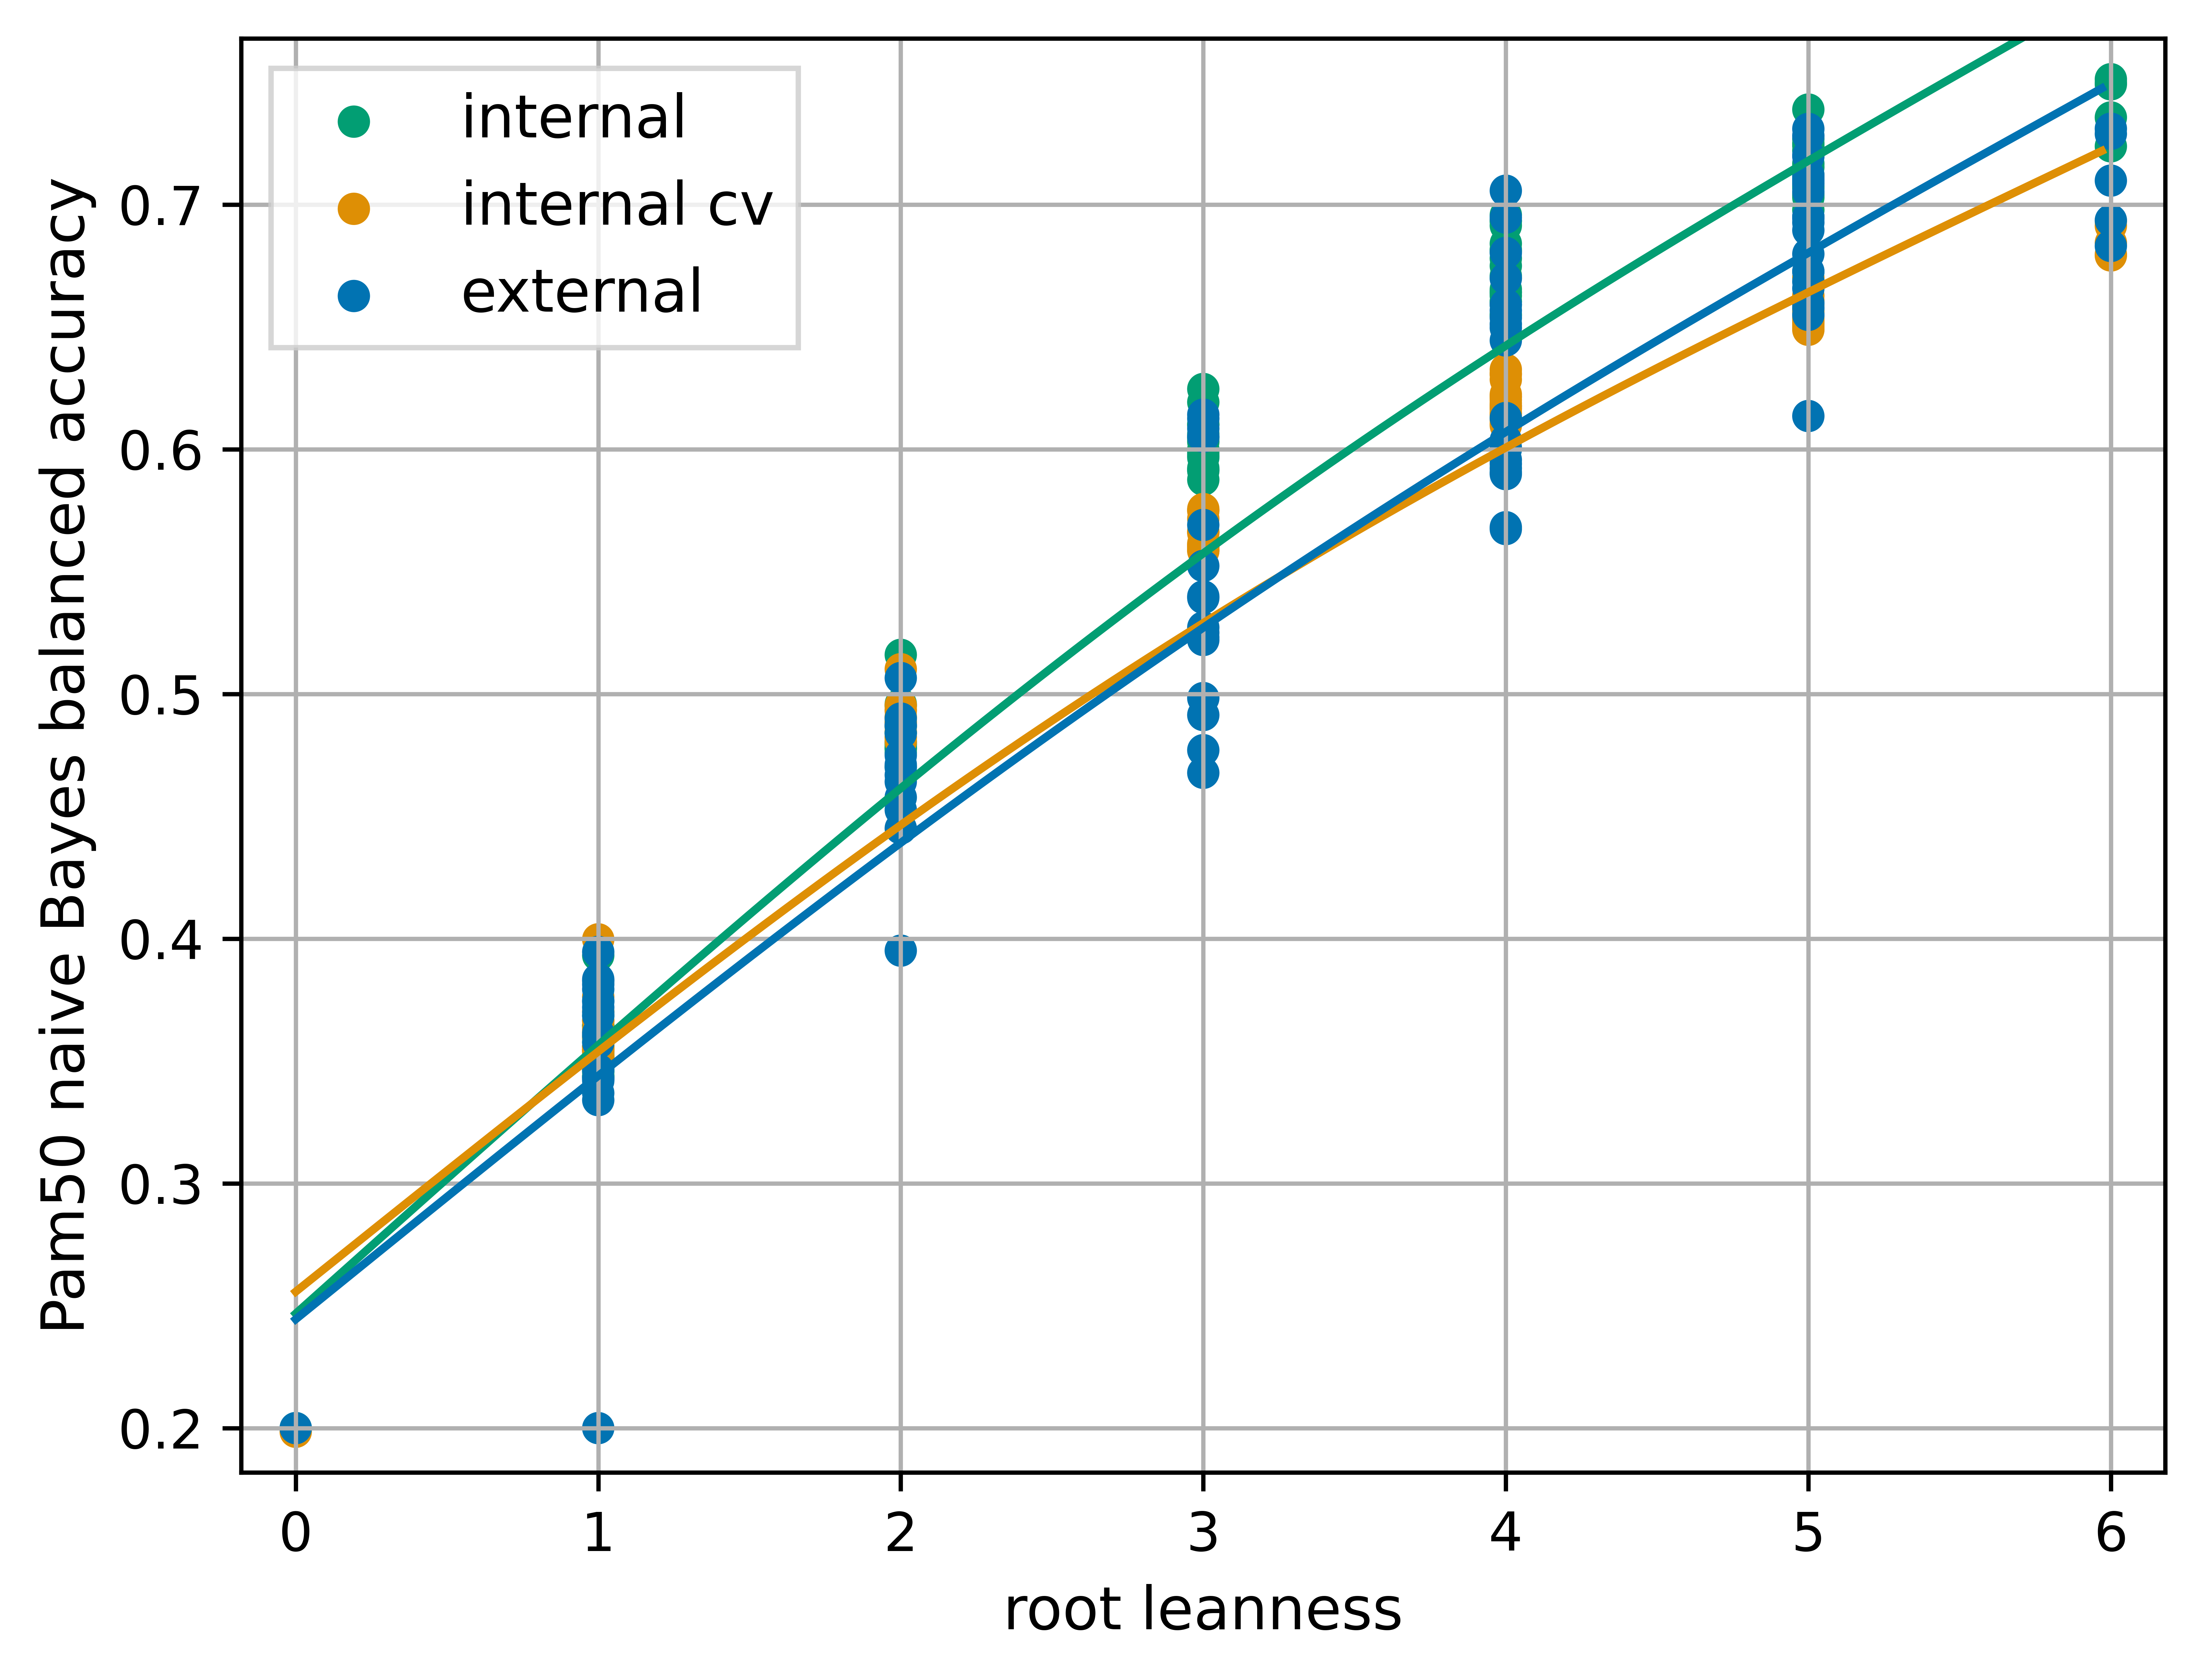 internal
internal cv
external
Pam50 naive Bayes balanced accuracy
0.7
0.6
0.5
0.4
0.3
0.2
0 1 2 3 4 5 6
root leanness